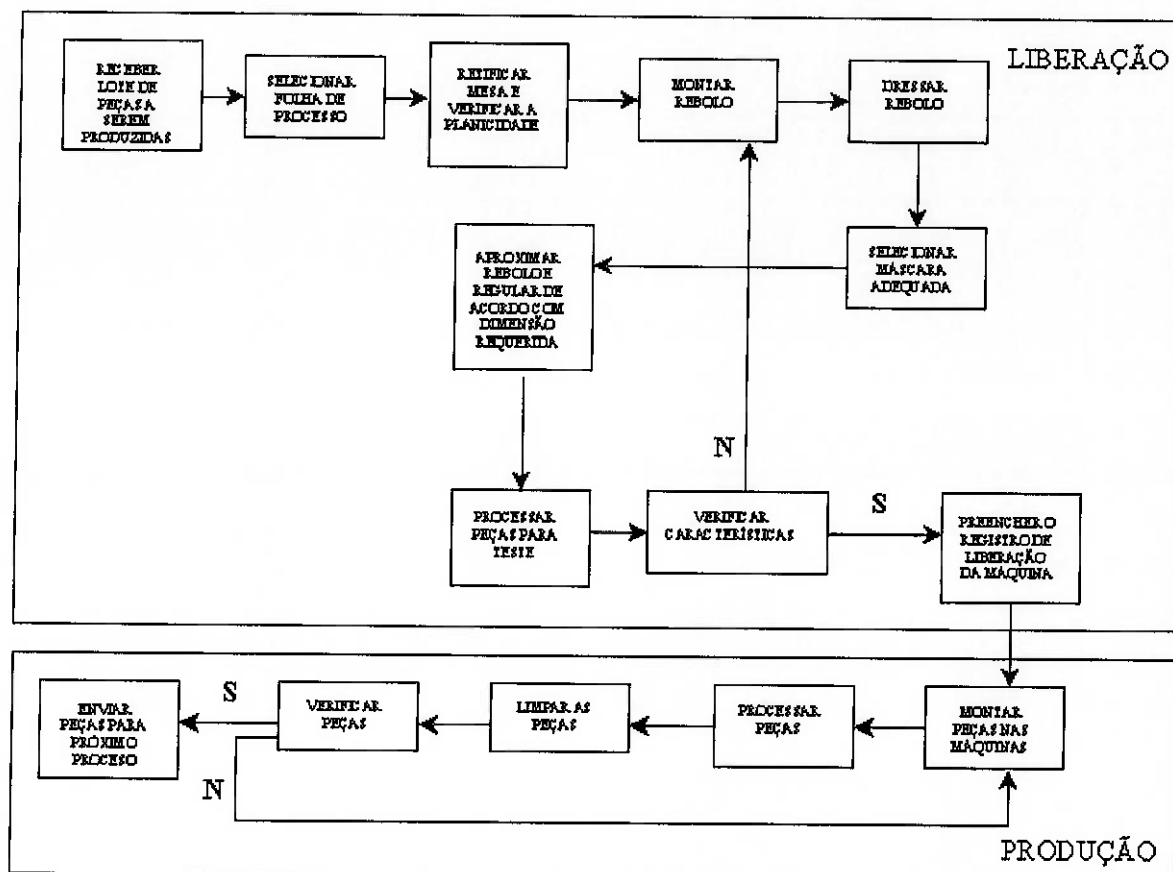 LIBERAÇÃO
RECEBER
LOTE DE
PEÇAS A
SEREM
PRODUZIDAS
SELECIONAR
FOLHA DE
PROCESSO
RETIFICAR
MESA E
VERIFICAR A
PLANICIDADE
MONTAR
REBOLO
DRESSAR
REBOLO
SELECIONAR
MÁSCARA
ADEQUADA
APROXIMAR
REBOLO E
REGULAR DE
ACORDO COM
DIMENSÃO
REQUERIDA
N
PROCESSAR
PEÇAS PARA
TESTE
VERIFICAR
CARACTERÍSTICAS
S
PREENCHER O
REGISTRO DE
LIBERAÇÃO
DA MÁQUINA
MONTAR
PEÇAS NAS
MÁQUINAS
PROCESSAR
PEÇAS
LIMPAR AS
PEÇAS
VERIFICAR
PEÇAS
S
N
ENVIAR
PEÇAS PARA
PRÓXIMO
PROCESO
PRODUÇÃO